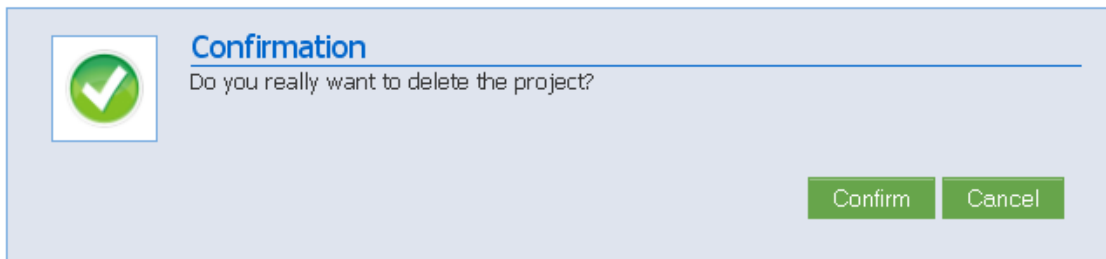 Confirmation
Do you really want to delete the project?
Confirm Cancel